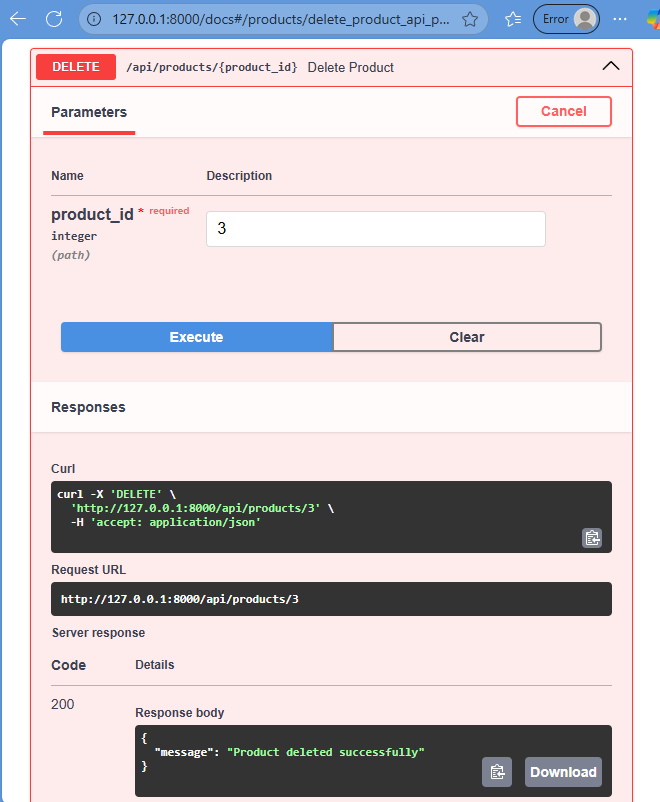 127.0.0.1:8000/docs#/products/delete_product_api_p...
Error
DELETE /api/products/{product_id} Delete Product
Parameters
Cancel
Name Description
product_id * required
integer
(path)
3
Execute Clear
Responses
Curl
curl -X 'DELETE' \
'http://127.0.0.1:8000/api/products/3' \
-H 'accept: application/json'
Request URL
http://127.0.0.1:8000/api/products/3
Server response
Code Details
200
Response body
{
"message": "Product deleted successfully"
}
Download